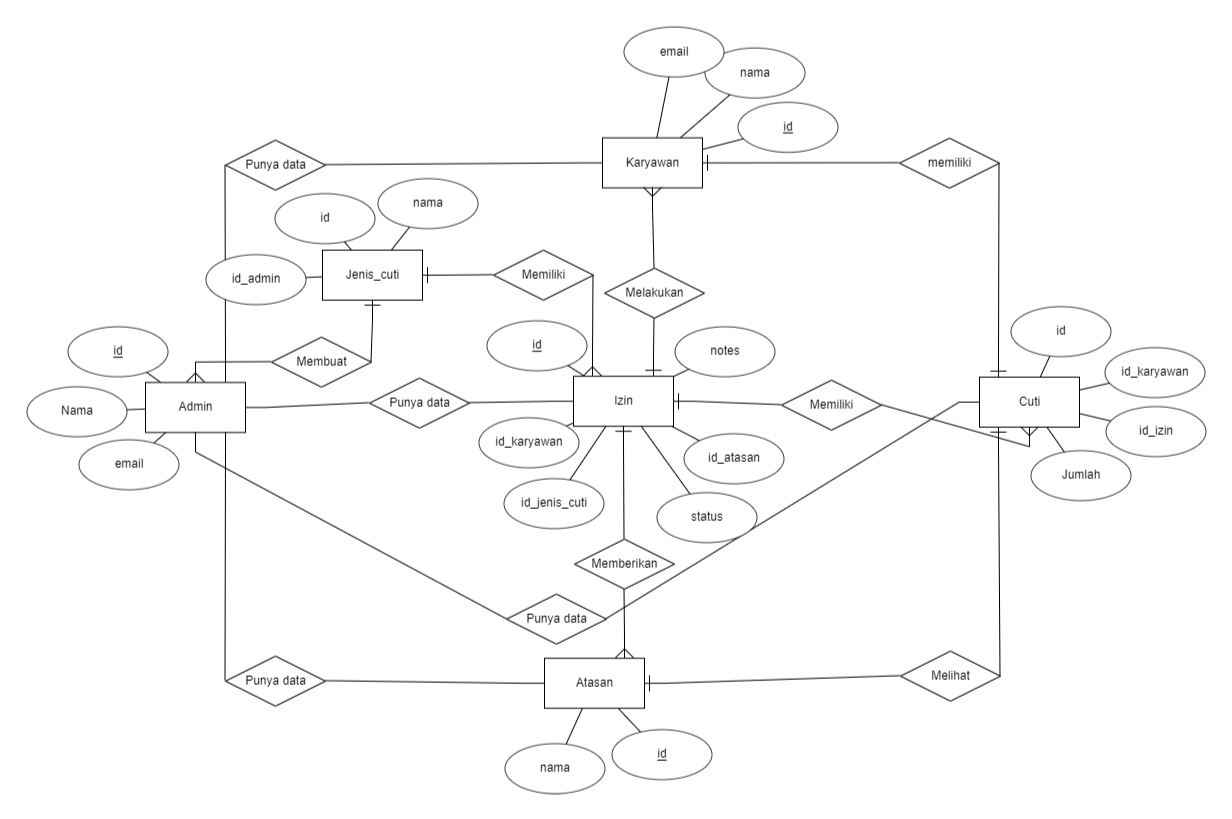 email
nama
id
Punya data
Karyawan
memiliki
id
nama
id_admin
Jenis_cuti
Memiliki
Melakukan
id
Membuat
id
notes
id
id_karyawan
Nama
Admin
Punya data
Izin
Memiliki
Cuti
id_izin
email
id_karyawan
id_atasan
Jumlah
id_jenis_cuti
status
Memberikan
Punya data
Punya data
Atasan
Melihat
nama
id